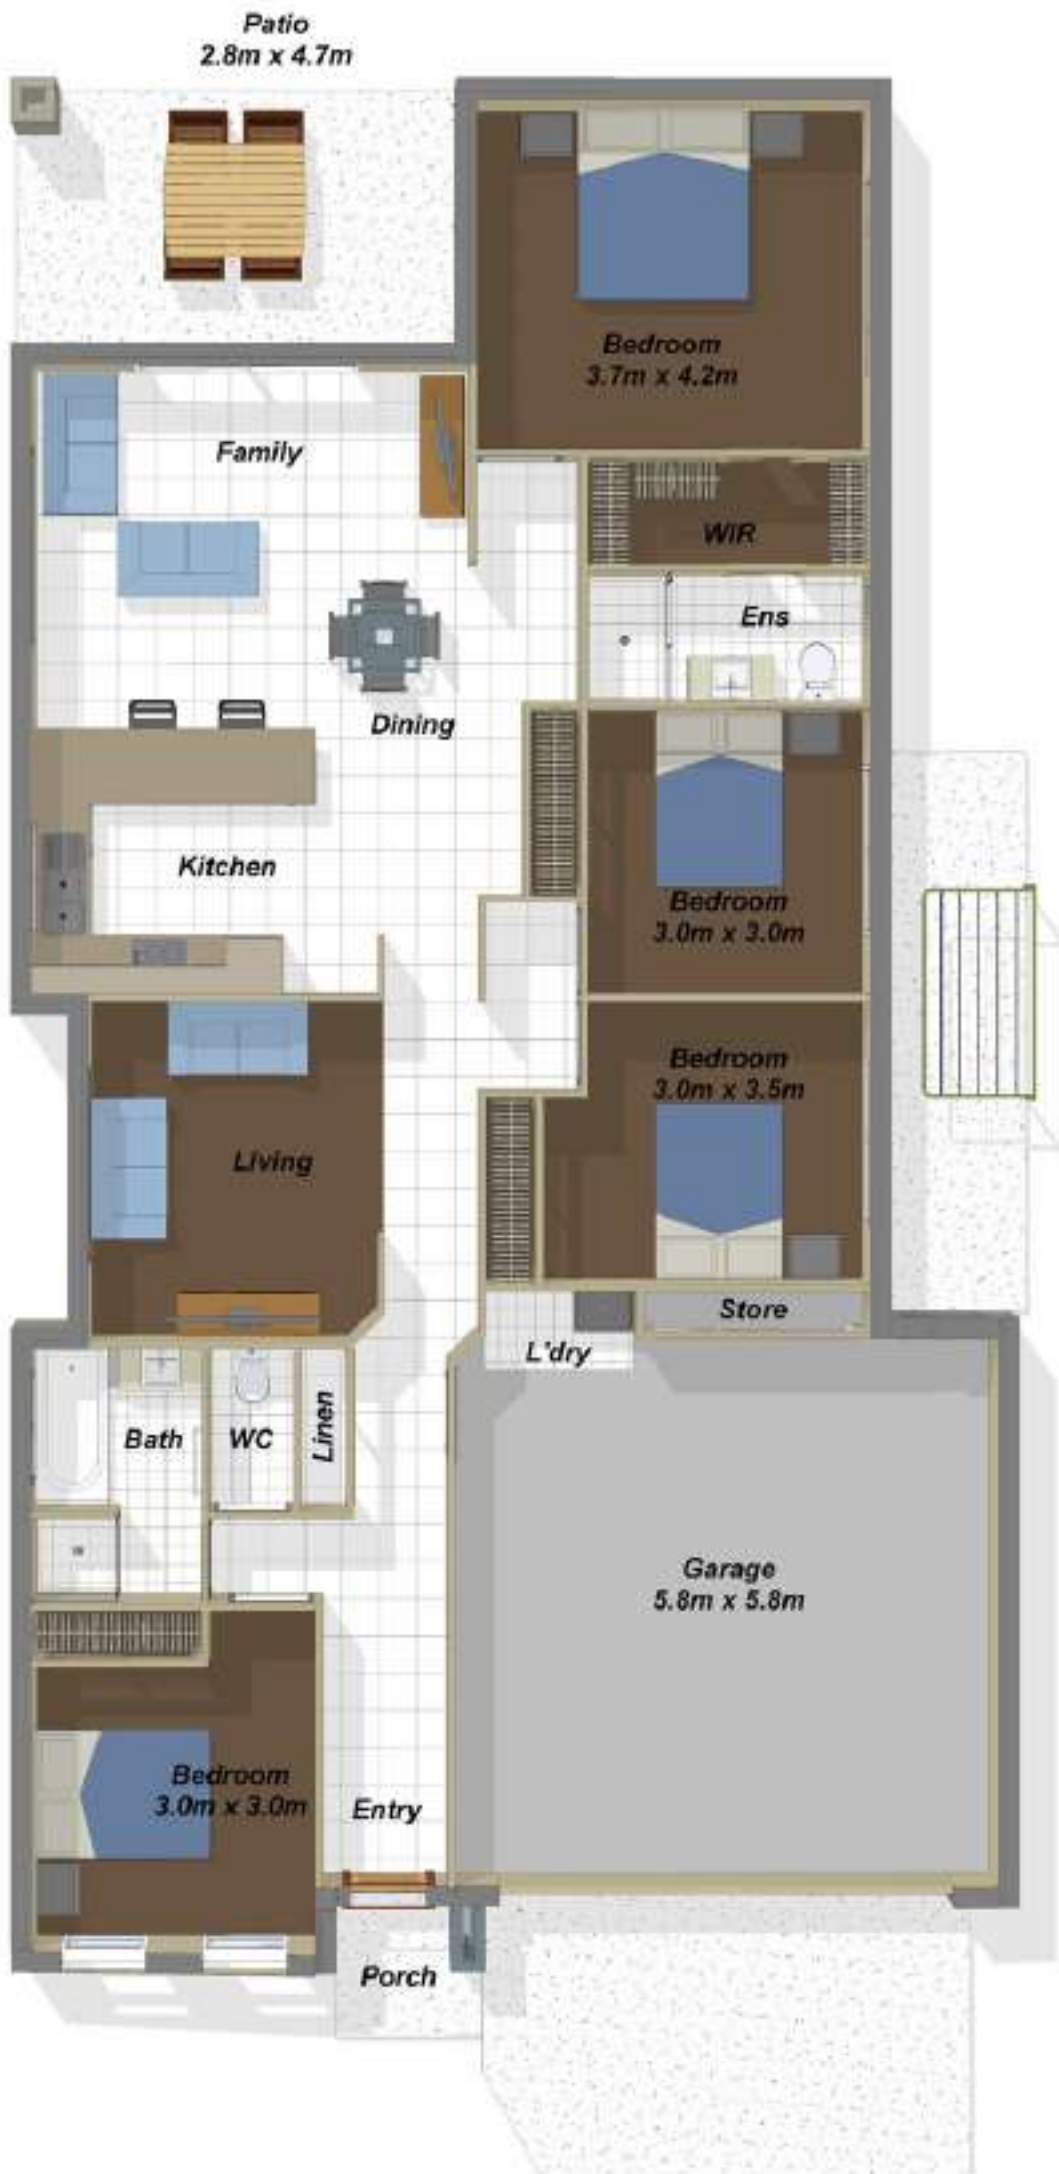 Patio
2.8m x 4.7m
Bedroom
3.7m x 4.2m
Family
WIR
Ens
Dining
Kitchen
Bedroom
3.0m x 3.0m
Bedroom
3.0m x 3.5m
Living
Store
L'dry
Bath
WC
Linen
Garage
5.8m x 5.8m
Bedroom
3.0m x 3.0m
Entry
Porch